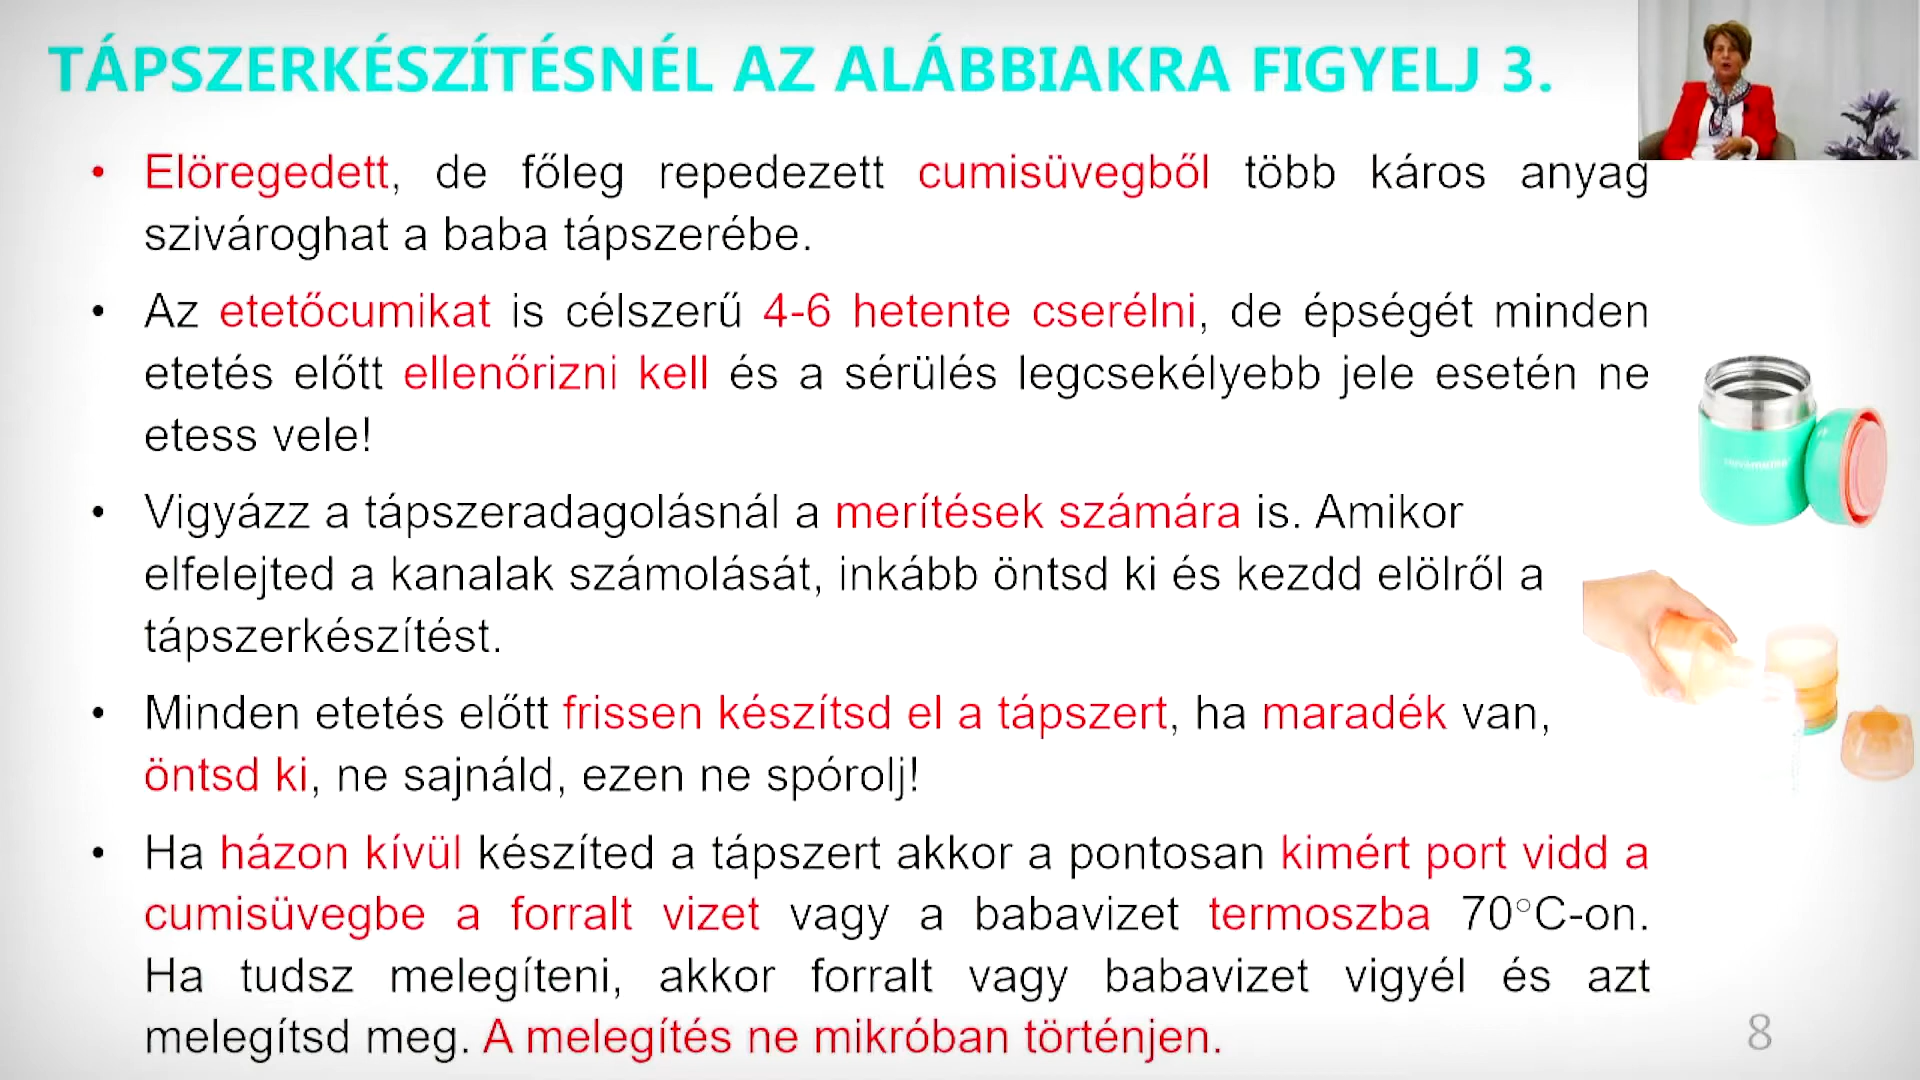 TÁPSZERKÉSZÍTÉSNÉL AZ ALÁBBIAKRA FIGYELJ 3.
• Elöregedett, de főleg repedezett cumisüvegből több káros anyag
szivároghat a baba tápszerébe.
• Az etetőcumikat is célszerű 4-6 hetente cserélni, de épségét minden
etetés előtt ellenőrizni kell és a sérülés legcsekélyebb jele esetén ne
etess vele!
• Vigyázz a tápszeradagolásnál a merítések számára is. Amikor
elfelejted a kanalak számolását, inkább öntsd ki és kezdd elölről a
tápszerkészítést.
• Minden etetés előtt frissen készítsd el a tápszert, ha maradék van,
öntsd ki, ne sajnáld, ezen ne spórolj!
• Ha házon kívül készíted a tápszert akkor a pontosan kimért port vidd a
cumisüvegbe a forralt vizet vagy a babavizet termoszba 70°C-on.
Ha tudsz melegíteni, akkor forralt vagy babavizet vigyél és azt
melegítsd meg. A melegítés ne mikróban történjen.
8